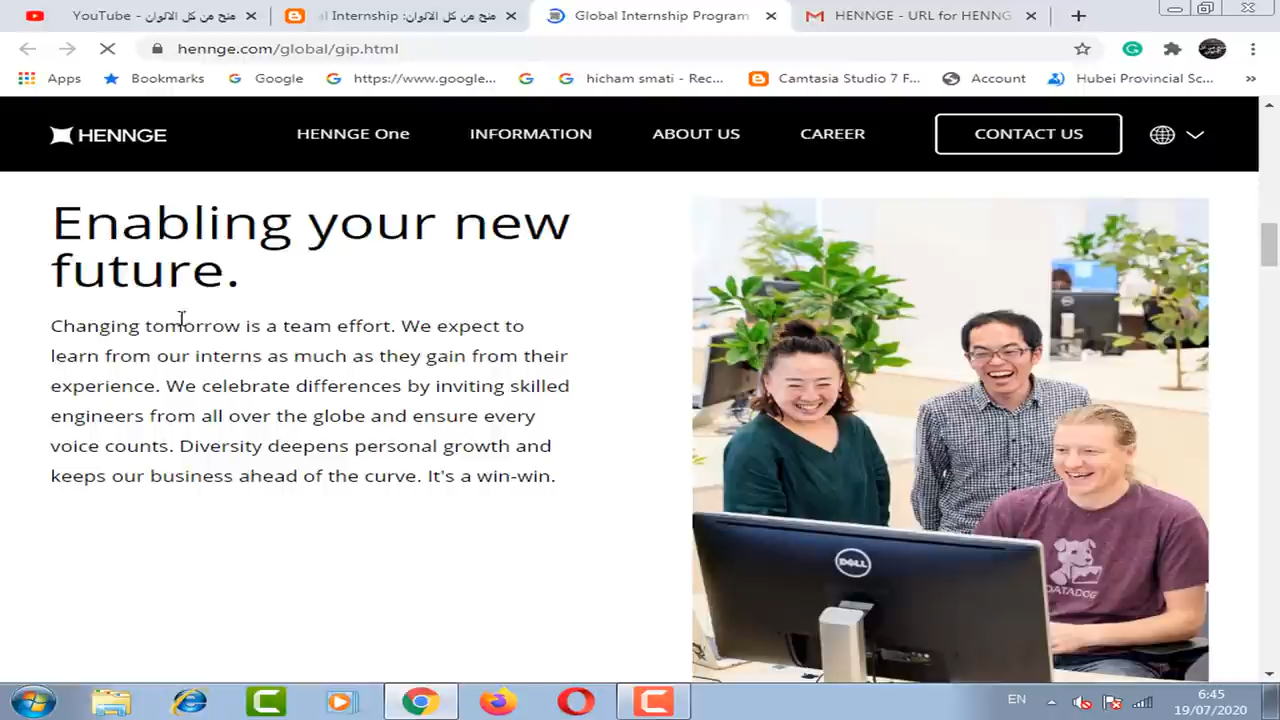 YouTube - منح من كل الالوان
al Internship :منح من كل الالوان
Global Internship Program
HENNGE - URL for HENNG
hennge.com/global/gip.html
Apps
Bookmarks
Google
https://www.google...
hicham smati - Rec...
Camtasia Studio 7 F...
Account
Hubei Provincial Sc...
»
HENNGE
HENNGE One
INFORMATION
ABOUT US
CAREER
CONTACT US
Enabling your new
future.
Changing tomorrow is a team effort. We expect to
learn from our interns as much as they gain from their
experience. We celebrate differences by inviting skilled
engineers from all over the globe and ensure every
voice counts. Diversity deepens personal growth and
keeps our business ahead of the curve. It's a win-win.
DELL
DATADOG
EN
6:45
19/07/2020